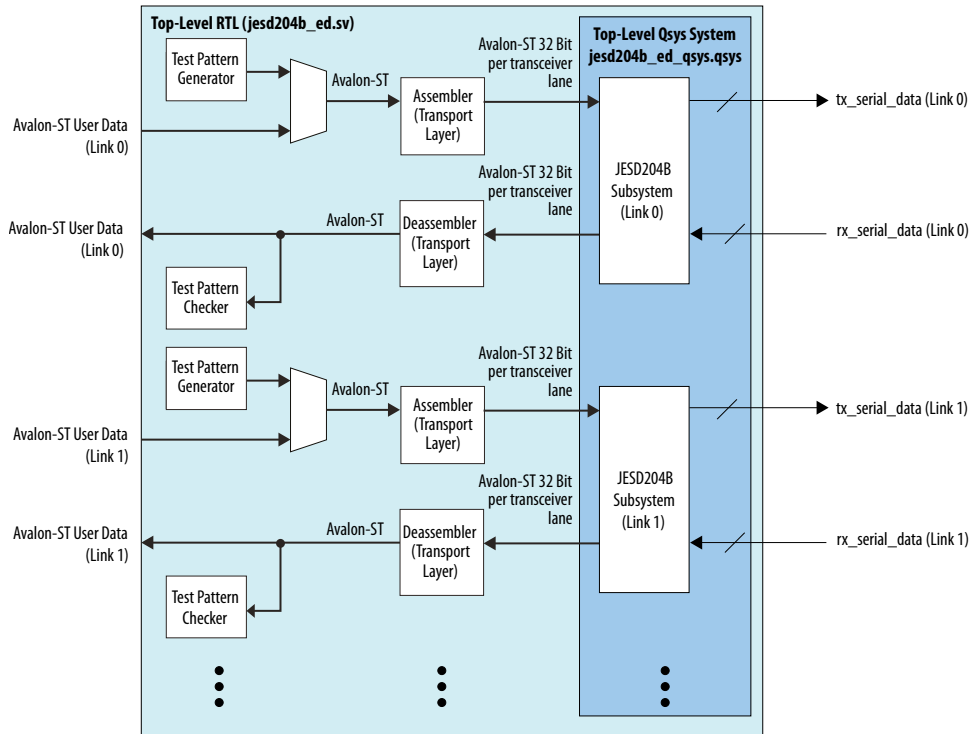 Top-Level RTL (jesd204b_ed.sv)
Top-Level Qsys System
jesd204b_ed_qsys.qsys
Test Pattern
Generator
Avalon-ST
Avalon-ST 32 Bit
per transceiver
lane
Assembler
(Transport
Layer)
Avalon-ST User Data
(Link 0)
tx_serial_data (Link 0)
JESD204B
Subsystem
(Link 0)
Avalon-ST 32 Bit
per transceiver
lane
Avalon-ST
Deassembler
(Transport
Layer)
Avalon-ST User Data
(Link 0)
rx_serial_data (Link 0)
Test Pattern
Checker
Test Pattern
Generator
Avalon-ST
Avalon-ST 32 Bit
per transceiver
lane
Assembler
(Transport
Layer)
Avalon-ST User Data
(Link 1)
tx_serial_data (Link 1)
JESD204B
Subsystem
(Link 1)
Avalon-ST 32 Bit
per transceiver
lane
Avalon-ST
Deassembler
(Transport
Layer)
Avalon-ST User Data
(Link 1)
rx_serial_data (Link 1)
Test Pattern
Checker